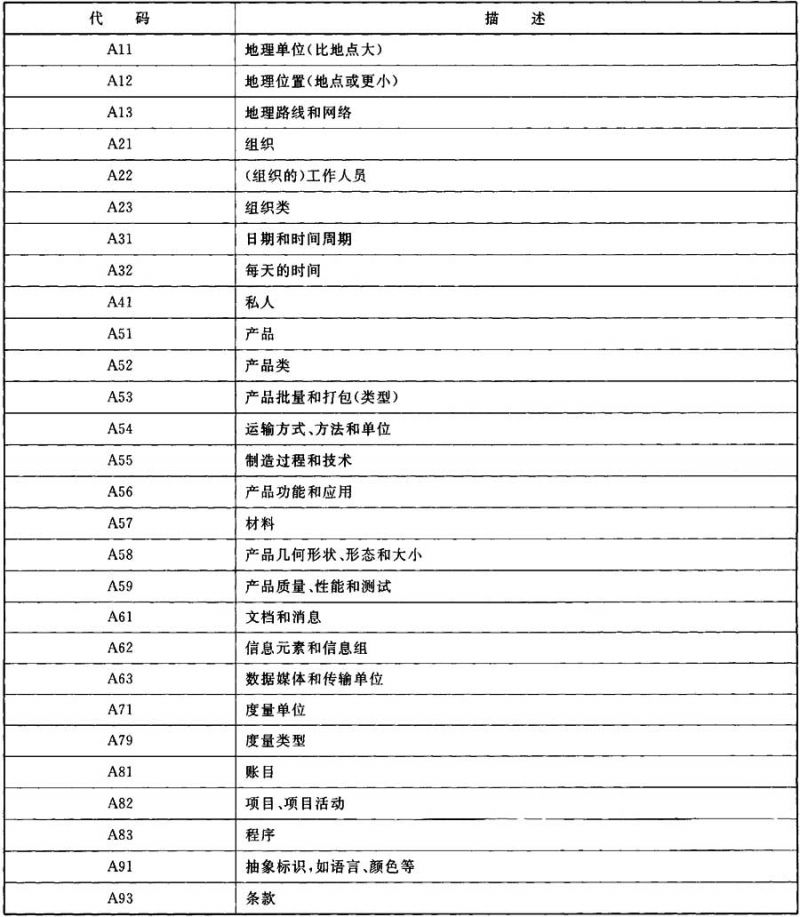 代 码 描 述
A11 地理单位(比地点大)
A12 地理位置(地点或更小)
A13 地理路线和网络
A21 组织
A22 (组织的)工作人员
A23 组织类
A31 日期和时间周期
A32 每天的时间
A41 私人
A51 产品
A52 产品类
A53 产品批量和打包(类型)
A54 运输方式、方法和单位
A55 制造过程和技术
A56 产品功能和应用
A57 材料
A58 产品几何形状、形态和大小
A59 产品质量、性能和测试
A61 文档和消息
A62 信息元素和信息组
A63 数据媒体和传输单位
A71 度量单位
A79 度量类型
A81 账目
A82 项目、项目活动
A83 程序
A91 抽象标识,如语言、颜色等
A93 条款